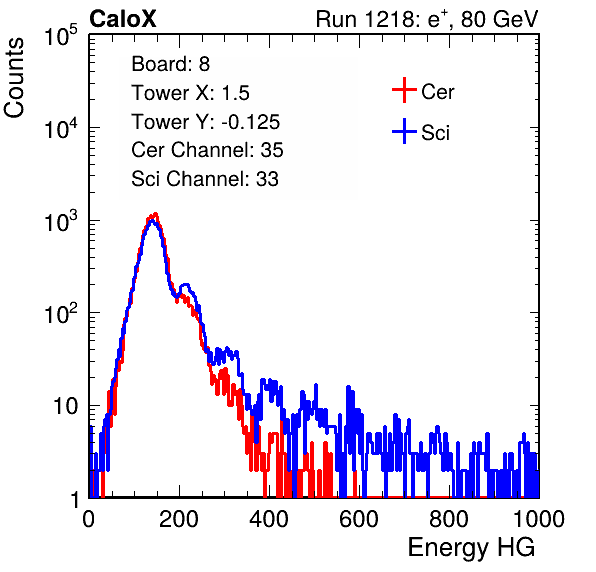 CaloX Run 1218: e⁺, 80 GeV
Counts
10⁵
10⁴
10³
10²
10
1
Board: 8
Tower X: 1.5
Tower Y: -0.125
Cer Channel: 35
Sci Channel: 33
Cer
Sci
0 200 400 600 800 1000
Energy HG